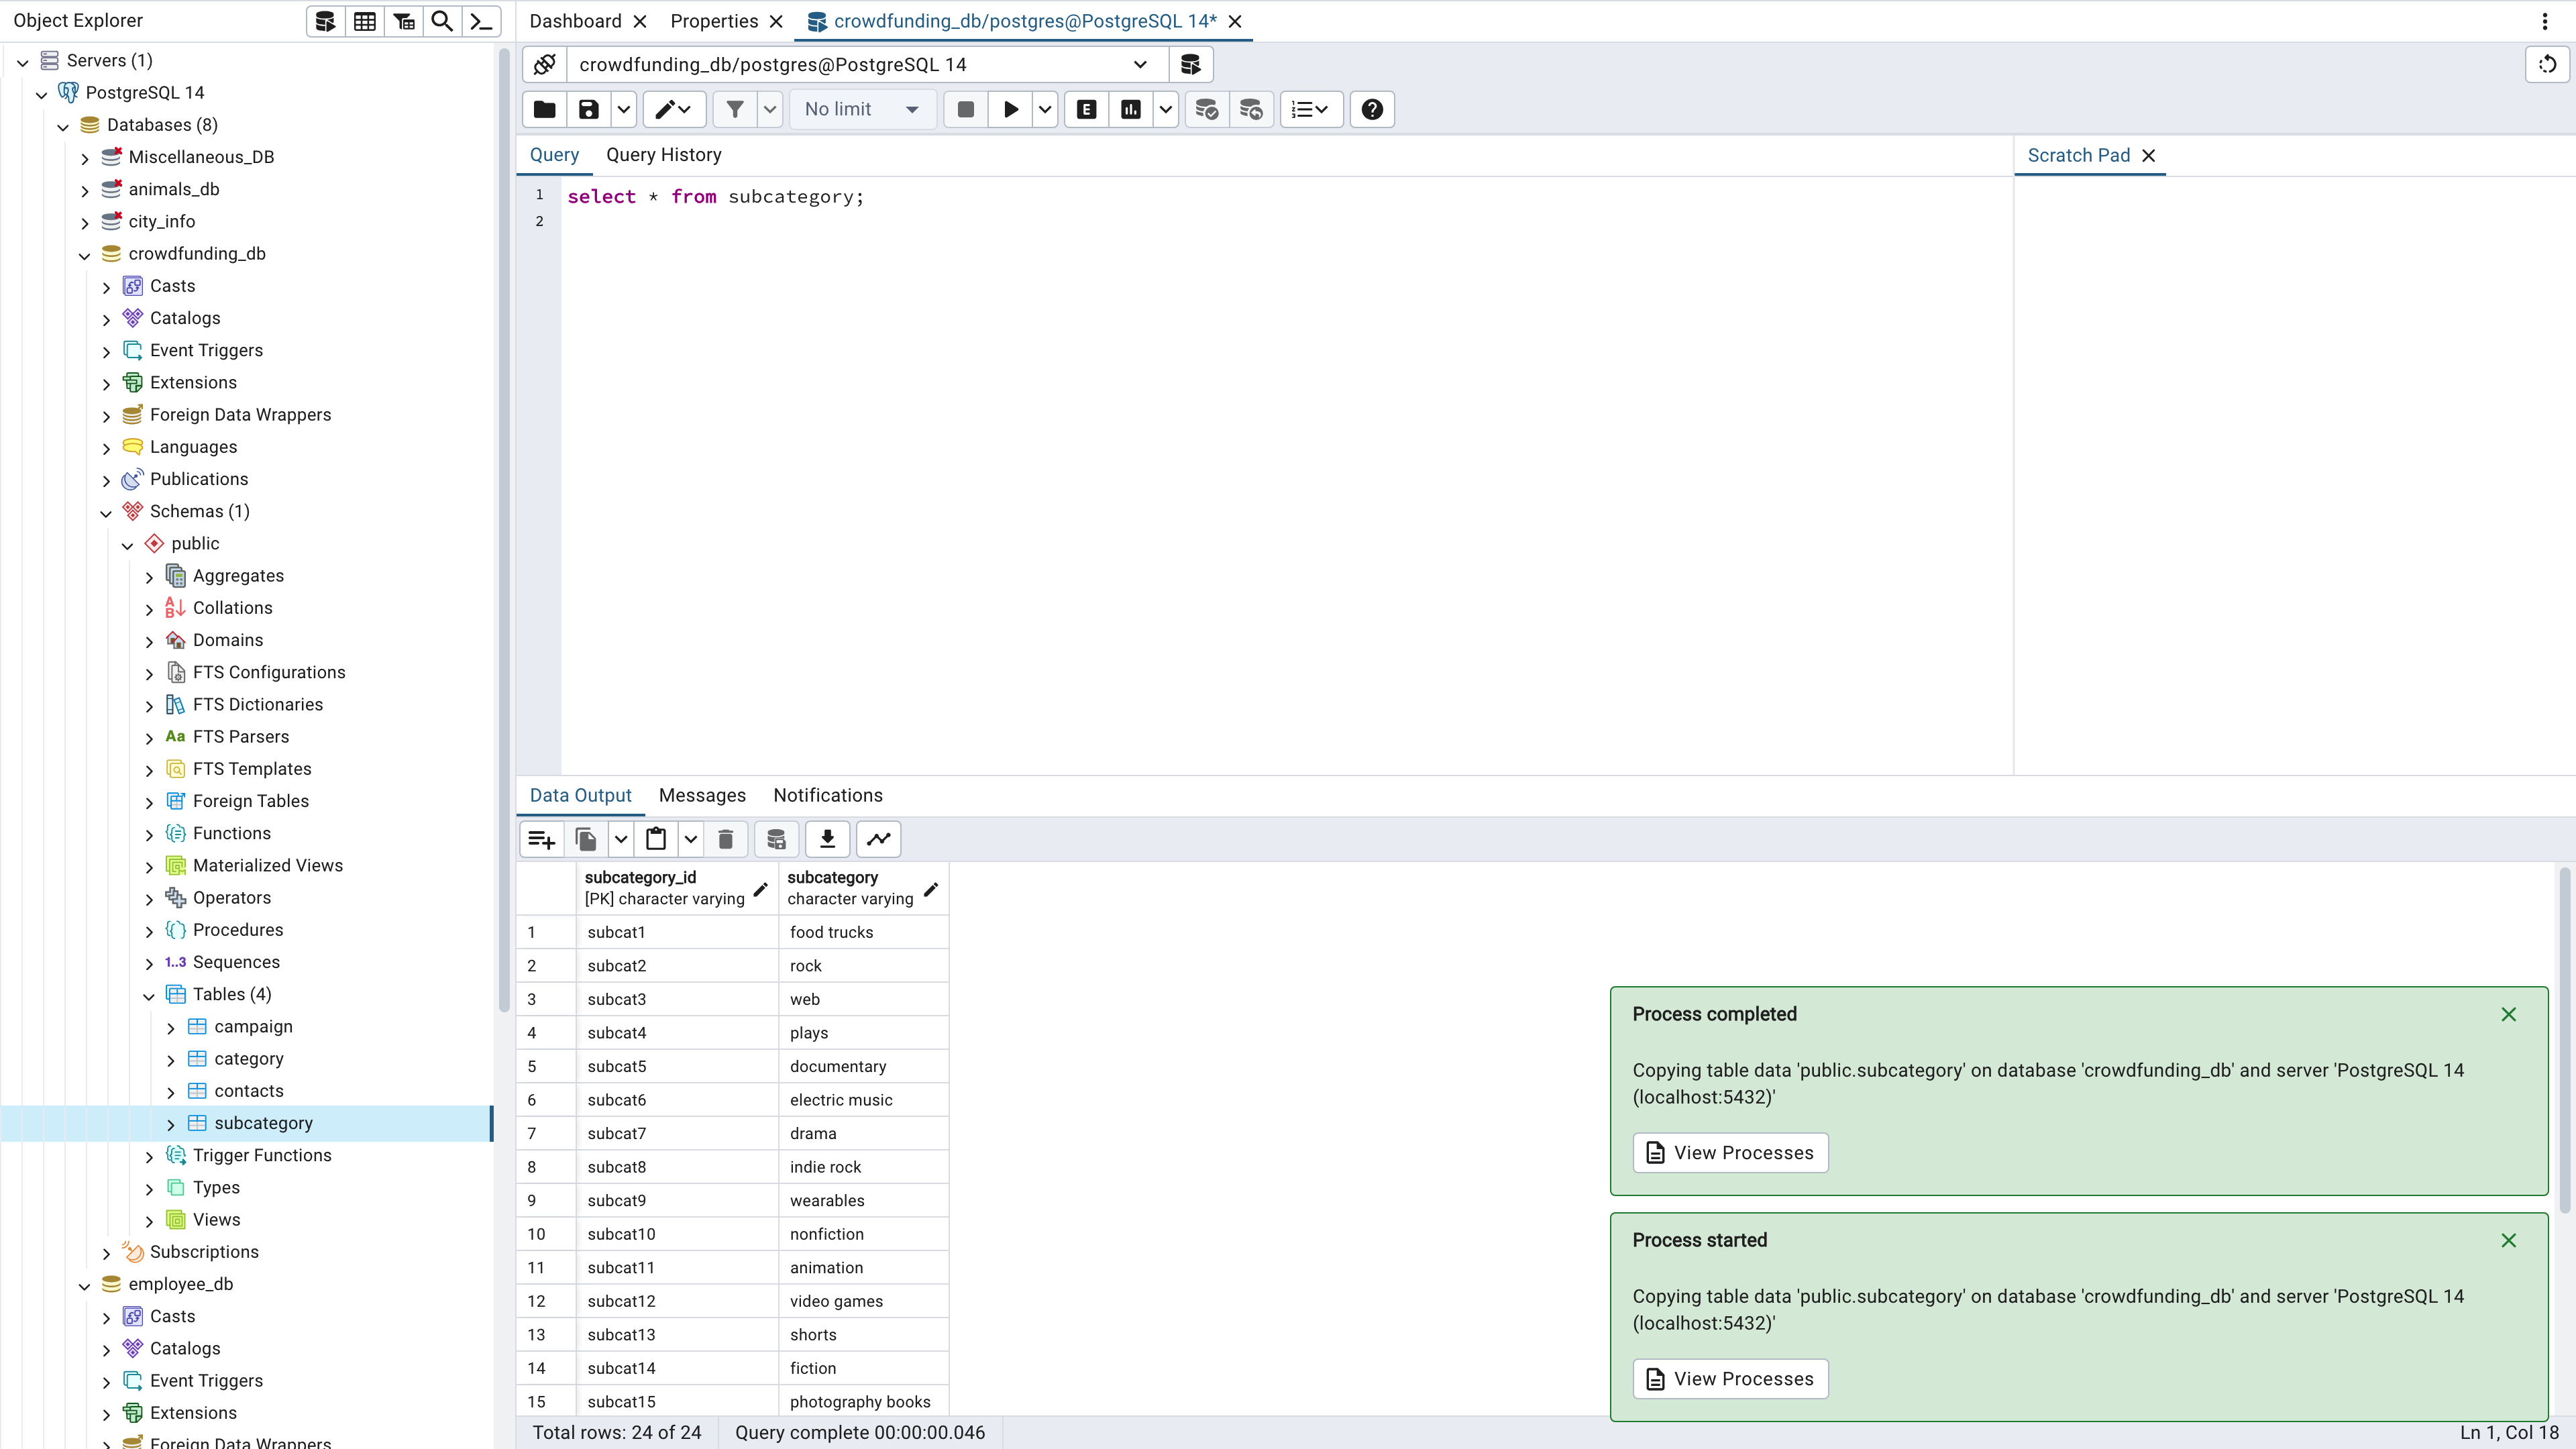 Object Explorer
Servers (1)
PostgreSQL 14
Databases (8)
Miscellaneous_DB
animals_db
city_info
crowdfunding_db
Casts
Catalogs
Event Triggers
Extensions
Foreign Data Wrappers
Languages
Publications
Schemas (1)
public
Aggregates
Collations
Domains
FTS Configurations
FTS Dictionaries
Aa FTS Parsers
FTS Templates
Foreign Tables
Functions
Materialized Views
Operators
Procedures
1..3 Sequences
Tables (4)
campaign
category
contacts
subcategory
Trigger Functions
Types
Views
Subscriptions
employee_db
Casts
Catalogs
Event Triggers
Extensions
Foreign Data Wrappers
Dashboard Properties crowdfunding_db/postgres@PostgreSQL 14*
crowdfunding_db/postgres@PostgreSQL 14
No limit E
Query Query History
Scratch Pad
1 select * from subcategory;
2
Data Output Messages Notifications
subcategory_id subcategory
[PK] character varying character varying
1 subcat1 food trucks
2 subcat2 rock
3 subcat3 web
4 subcat4 plays
5 subcat5 documentary
6 subcat6 electric music
7 subcat7 drama
8 subcat8 indie rock
9 subcat9 wearables
10 subcat10 nonfiction
11 subcat11 animation
12 subcat12 video games
13 subcat13 shorts
14 subcat14 fiction
15 subcat15 photography books
Process completed
Copying table data 'public.subcategory' on database 'crowdfunding_db' and server 'PostgreSQL 14
(localhost:5432)'
View Processes
Process started
Copying table data 'public.subcategory' on database 'crowdfunding_db' and server 'PostgreSQL 14
(localhost:5432)'
View Processes
Total rows: 24 of 24 Query complete 00:00:00.046 Ln 1, Col 18